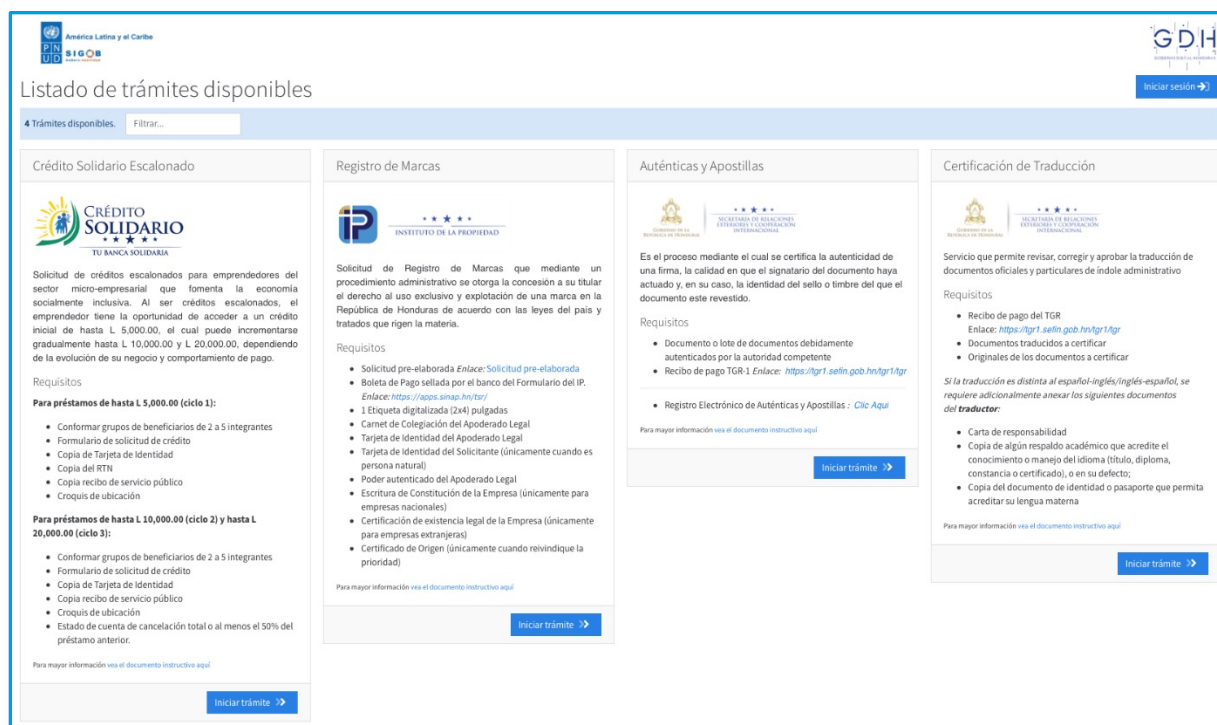 América Latina y el Caribe
PN
UD
SIGOB
GDH
GOBIERNO DIGITAL HONDURAS
Listado de trámites disponibles
Iniciar sesión
4 Trámites disponibles.
Filtrar...
Crédito Solidario Escalonado
CRÉDITO
SOLIDARIO
TU BANCA SOLIDARIA
Solicitud de créditos escalonados para emprendedores del
sector micro-empresarial que fomenta la economía
socialmente inclusiva. Al ser créditos escalonados, el
emprendedor tiene la oportunidad de acceder a un crédito
inicial de hasta L 5,000.00, el cual puede incrementarse
gradualmente hasta L 10,000.00 y L 20,000.00, dependiendo
de la evolución de su negocio y comportamiento de pago.
Requisitos
Para préstamos de hasta L 5,000.00 (ciclo 1):
• Conformar grupos de beneficiarios de 2 a 5 integrantes
• Formulario de solicitud de crédito
• Copia de Tarjeta de Identidad
• Copia del RTN
• Copia recibo de servicio público
• Croquis de ubicación
Para préstamos de hasta L 10,000.00 (ciclo 2) y hasta L
20,000.00 (ciclo 3):
• Conformar grupos de beneficiarios de 2 a 5 integrantes
• Formulario de solicitud de crédito
• Copia de Tarjeta de Identidad
• Copia recibo de servicio público
• Croquis de ubicación
• Estado de cuenta de cancelación total o al menos el 50% del
préstamo anterior.
Para mayor información vea el documento instructivo aquí
Iniciar trámite
Registro de Marcas
iP
INSTITUTO DE LA PROPIEDAD
Solicitud de Registro de Marcas que mediante un
procedimiento administrativo se otorga la concesión a su titular
el derecho al uso exclusivo y explotación de una marca en la
República de Honduras de acuerdo con las leyes del país y
tratados que rigen la materia.
Requisitos
• Solicitud pre-elaborada Enlace: Solicitud pre-elaborada
• Boleta de Pago sellada por el banco del Formulario del IP.
Enlace: https://apps.sinap.hn/tsr/
• 1 Etiqueta digitalizada (2x4) pulgadas
• Carnet de Colegiación del Apoderado Legal
• Tarjeta de Identidad del Apoderado Legal
• Tarjeta de Identidad del Solicitante (únicamente cuando es
persona natural)
• Poder autenticado del Apoderado Legal
• Escritura de Constitución de la Empresa (únicamente para
empresas nacionales)
• Certificación de existencia legal de la Empresa (únicamente
para empresas extranjeras)
• Certificado de Origen (únicamente cuando reivindique la
prioridad)
Para mayor información vea el documento instructivo aquí
Iniciar trámite
Auténticas y Apostillas
GOBIERNO DE LA
REPÚBLICA DE HONDURAS
SECRETARÍA DE RELACIONES
EXTERIORES Y COOPERACIÓN
INTERNACIONAL
Es el proceso mediante el cual se certifica la autenticidad de
una firma, la calidad en que el signatario del documento haya
actuado y, en su caso, la identidad del sello o timbre del que el
documento este revestido.
Requisitos
• Documento o lote de documentos debidamente
autenticados por la autoridad competente
• Recibo de pago TGR-1 Enlace: https://tgr1.sefin.gob.hn/tgr1/tgr
• Registro Electrónico de Auténticas y Apostillas : Clic Aqui
Para mayor información vea el documento instructivo aquí
Iniciar trámite
Certificación de Traducción
GOBIERNO DE LA
REPÚBLICA DE HONDURAS
SECRETARÍA DE RELACIONES
EXTERIORES Y COOPERACIÓN
INTERNACIONAL
Servicio que permite revisar, corregir y aprobar la traducción de
documentos oficiales y particulares de índole administrativo
Requisitos
• Recibo de pago del TGR
Enlace: https://tgr1.sefin.gob.hn/tgr1/tgr
• Documentos traducidos a certificar
• Originales de los documentos a certificar
Si la traducción es distinta al español-inglés/inglés-español, se
requiere adicionalmente anexar los siguientes documentos
del traductor:
• Carta de responsabilidad
• Copia de algún respaldo académico que acredite el
conocimiento o manejo del idioma (título, diploma,
constancia o certificado), o en su defecto;
• Copia del documento de identidad o pasaporte que permita
acreditar su lengua materna
Para mayor información vea el documento instructivo aquí
Iniciar trámite